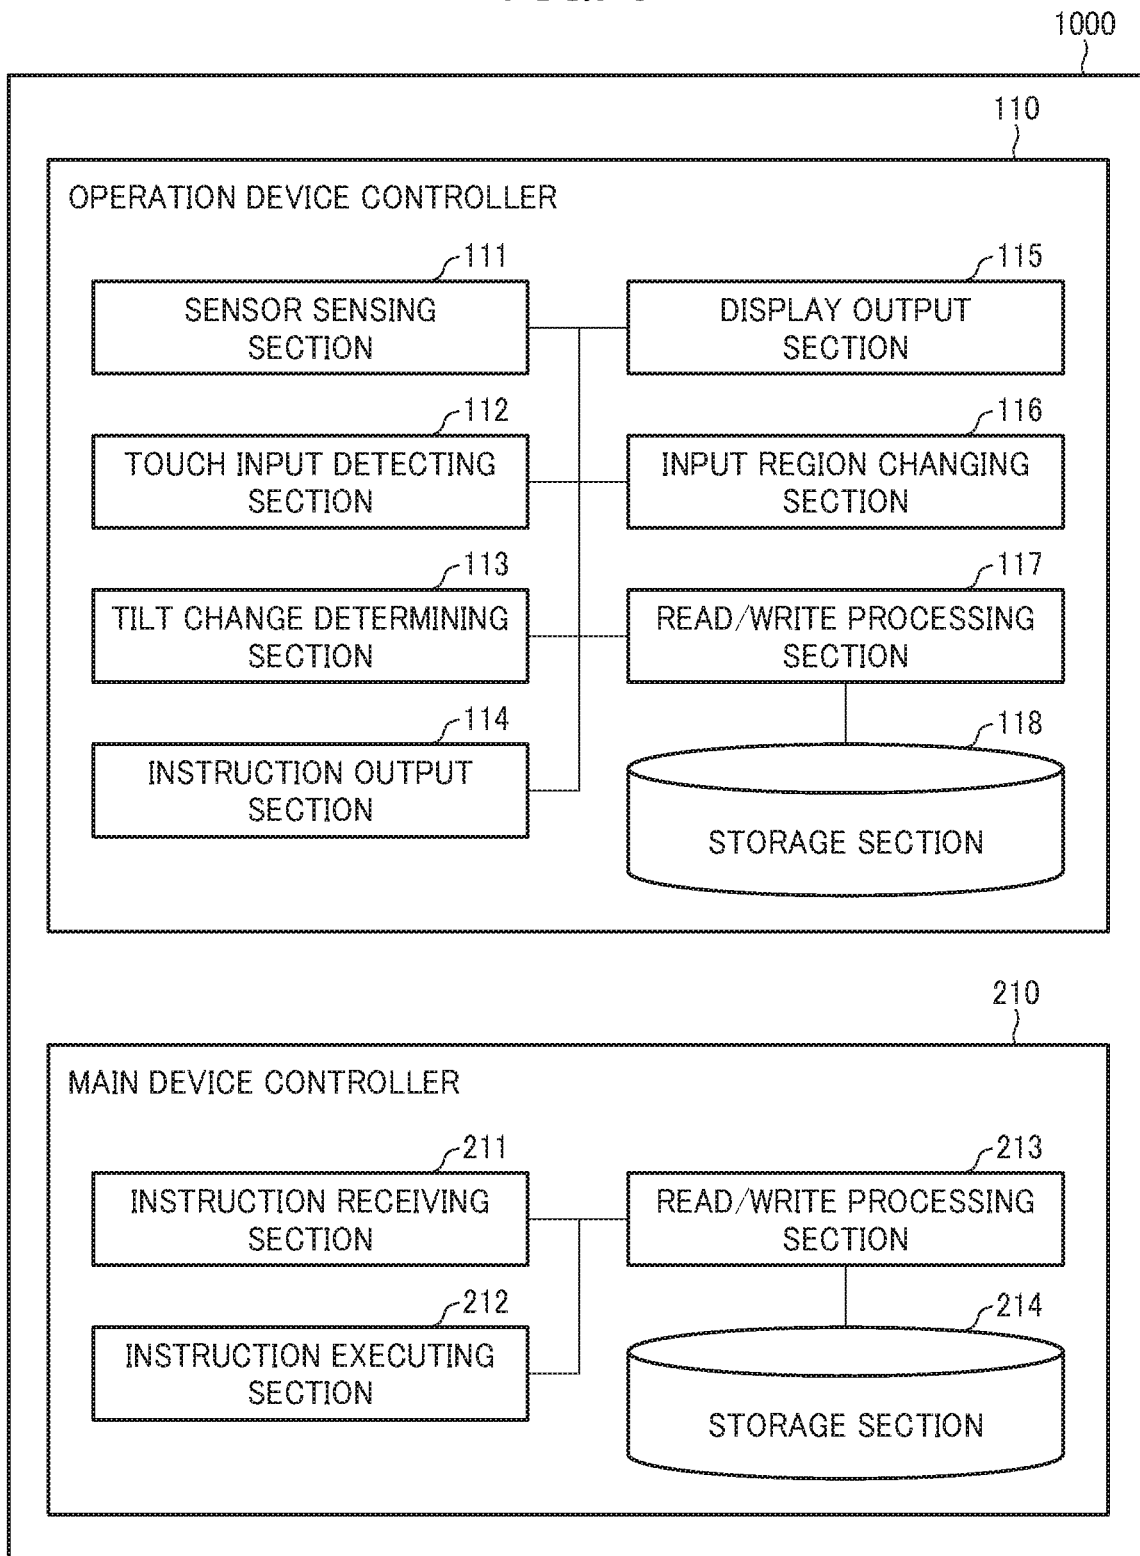 1000
110
OPERATION DEVICE CONTROLLER
111
SENSOR SENSING
SECTION
115
DISPLAY OUTPUT
SECTION
112
TOUCH INPUT DETECTING
SECTION
116
INPUT REGION CHANGING
SECTION
113
TILT CHANGE DETERMINING
SECTION
117
READ/WRITE PROCESSING
SECTION
114
INSTRUCTION OUTPUT
SECTION
118
STORAGE SECTION
210
MAIN DEVICE CONTROLLER
211
INSTRUCTION RECEIVING
SECTION
213
READ/WRITE PROCESSING
SECTION
212
INSTRUCTION EXECUTING
SECTION
214
STORAGE SECTION